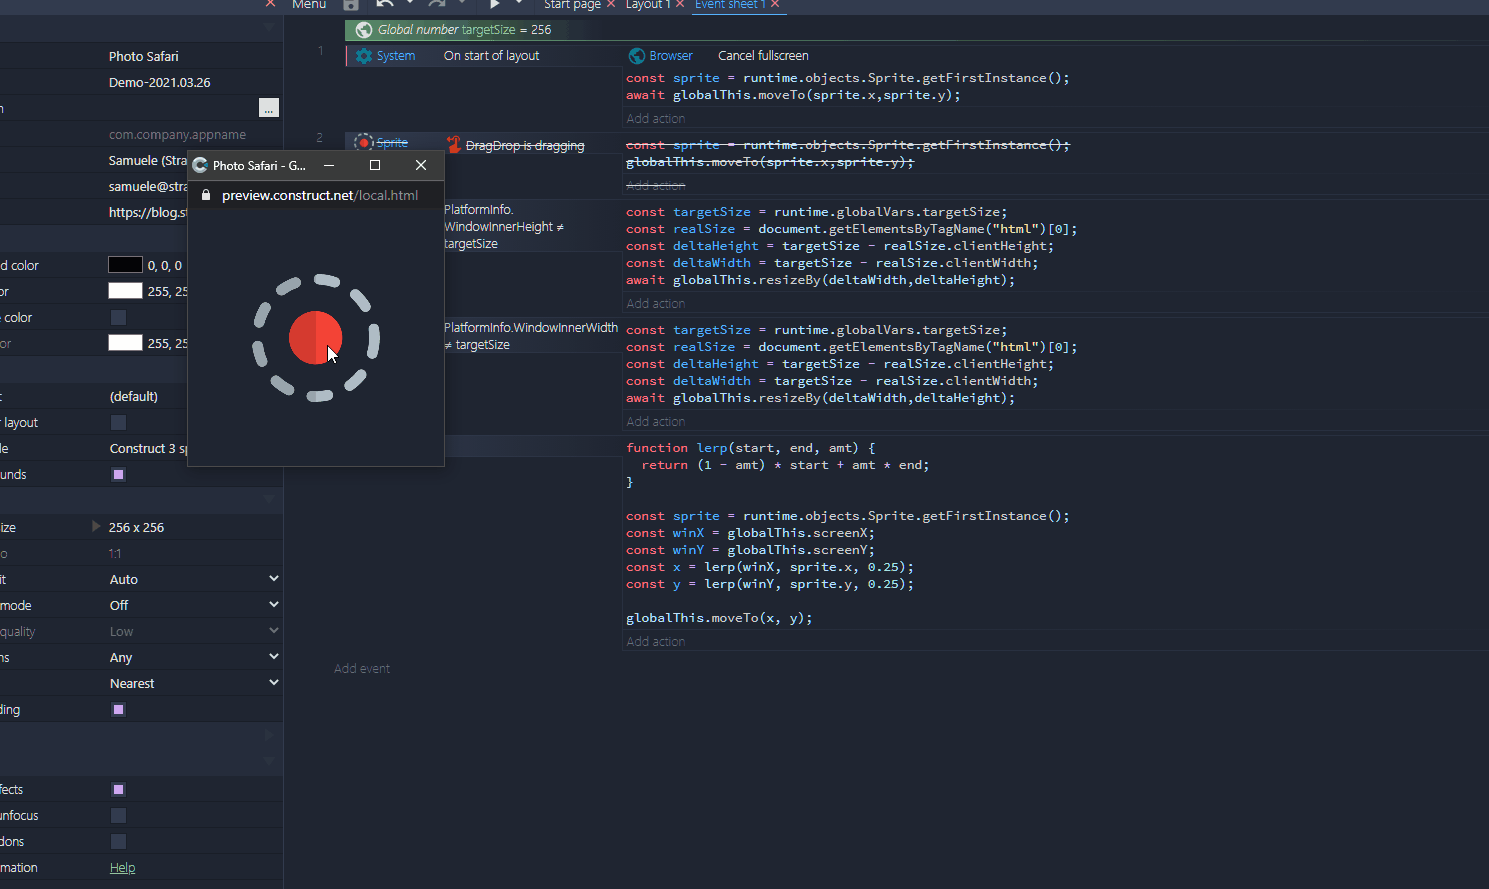 Menu
Start page
Layout 1
Event sheet 1
Photo Safari
Demo-2021.03.26
...
com.company.appname
Samuele (Stra
samuele@stra
https://blog.st
d color
0, 0, 0
or
255, 25
e color
or
255, 25
t
(default)
r layout
le
Construct 3 sp
unds
ize
256 x 256
o
1:1
it
Auto
mode
Off
quality
Low
ns
Any
Nearest
ding
fects
unfocus
dons
mation
Help
Photo Safari - G...
preview.construct.net/local.html
Global number targetSize = 256
1
System
On start of layout
Browser
Cancel fullscreen
const sprite = runtime.objects.Sprite.getFirstInstance();
await globalThis.moveTo(sprite.x,sprite.y);
Add action
2
Sprite
DragDrop is dragging
const sprite = runtime.objects.Sprite.getFirstInstance();
globalThis.moveTo(sprite.x,sprite.y);
Add action
PlatformInfo.
WindowInnerHeight ≠
targetSize
const targetSize = runtime.globalVars.targetSize;
const realSize = document.getElementsByTagName("html")[0];
const deltaHeight = targetSize - realSize.clientHeight;
const deltaWidth = targetSize - realSize.clientWidth;
await globalThis.resizeBy(deltaWidth,deltaHeight);
Add action
PlatformInfo.WindowInnerWidth
≠ targetSize
const targetSize = runtime.globalVars.targetSize;
const realSize = document.getElementsByTagName("html")[0];
const deltaHeight = targetSize - realSize.clientHeight;
const deltaWidth = targetSize - realSize.clientWidth;
await globalThis.resizeBy(deltaWidth,deltaHeight);
Add action
function lerp(start, end, amt) {
return (1 - amt) * start + amt * end;
}
const sprite = runtime.objects.Sprite.getFirstInstance();
const winX = globalThis.screenX;
const winY = globalThis.screenY;
const x = lerp(winX, sprite.x, 0.25);
const y = lerp(winY, sprite.y, 0.25);
globalThis.moveTo(x, y);
Add action
Add event